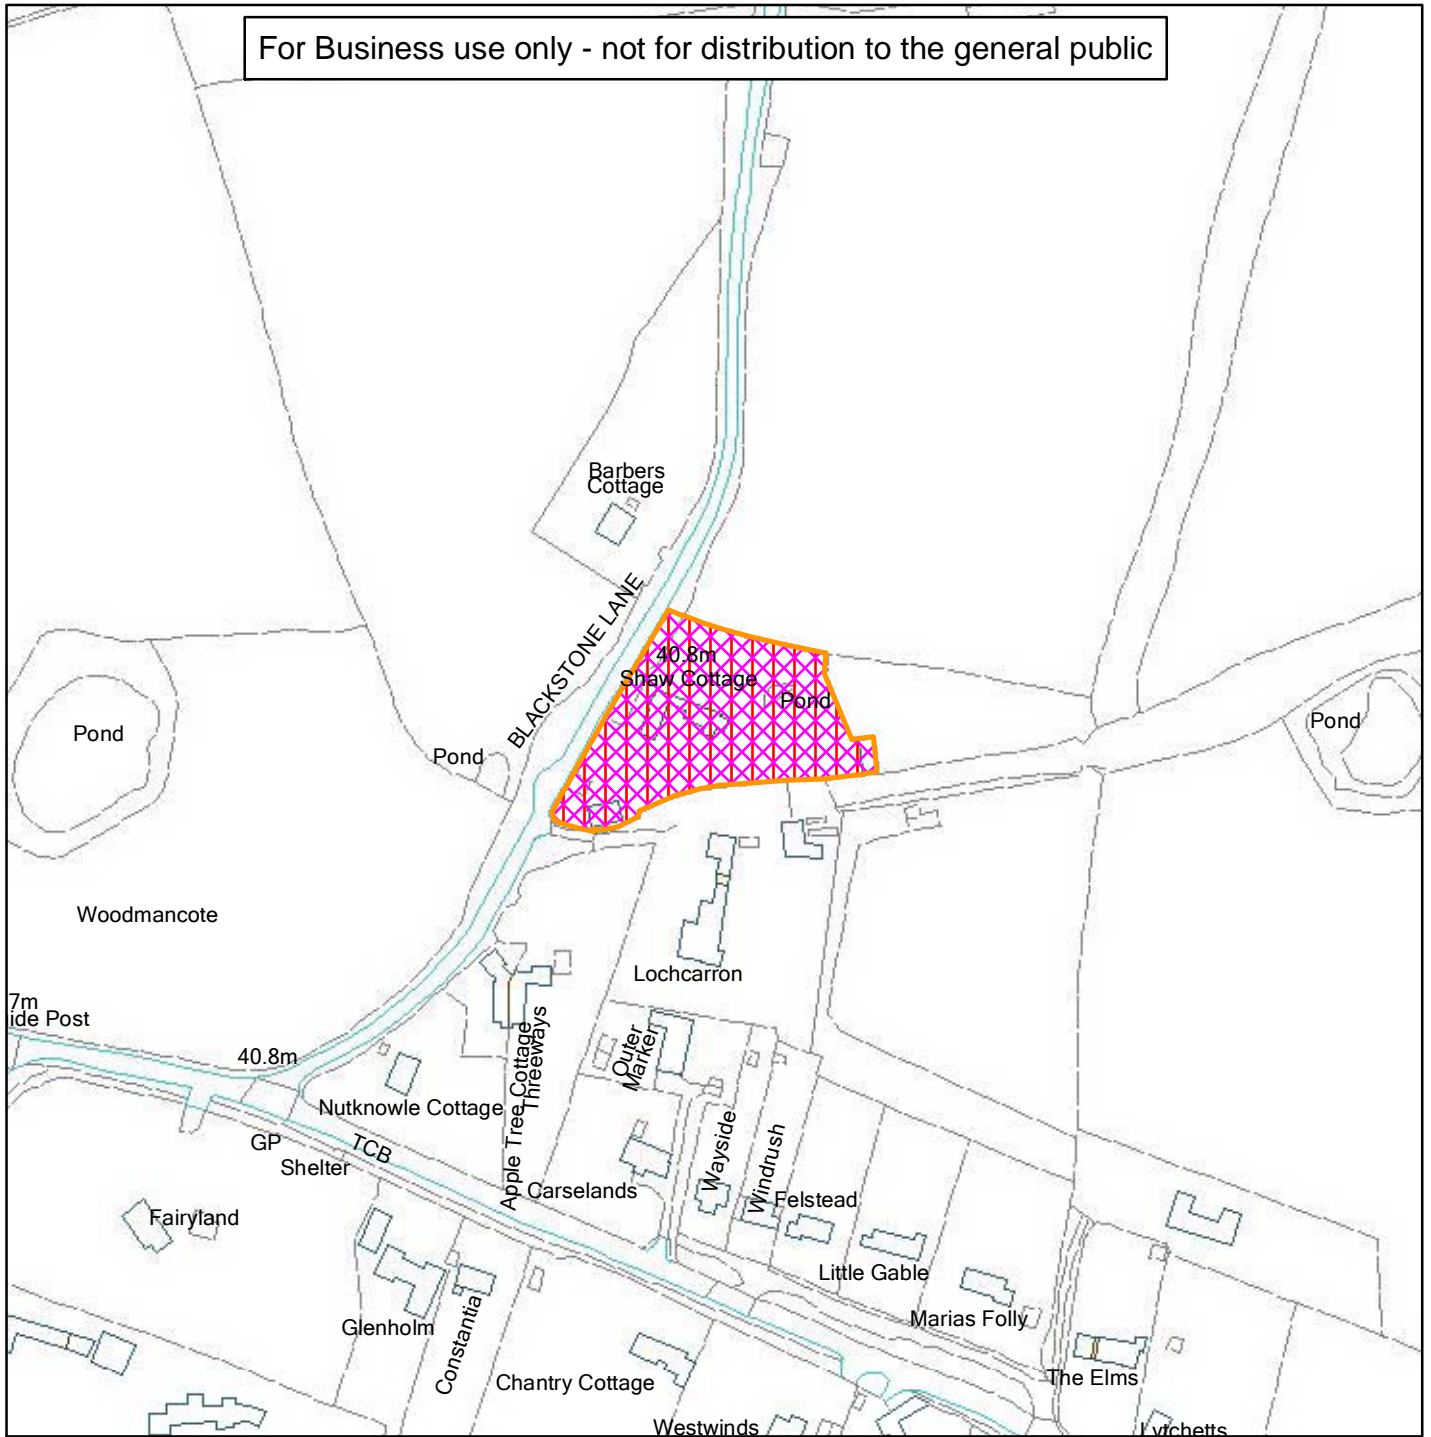 For Business use only - not for distribution to the general public
Barbers
Cottage
BLACKSTONE LANE
40.8m
Shaw Cottage
Pond
Pond
Pond
Pond
Woodmancote
Lochcarron
7m
ide Post
40.8m
Outer
Marker
Apple Tree Cottage
Threeways
Nutknowle Cottage
GP
TCB
Shelter
Wayside
Windrush
Carselands
Felstead
Fairyland
Little Gable
Marias Folly
Glenholm
Constantia
Chantry Cottage
The Elms
Westwinds
Lytchetts